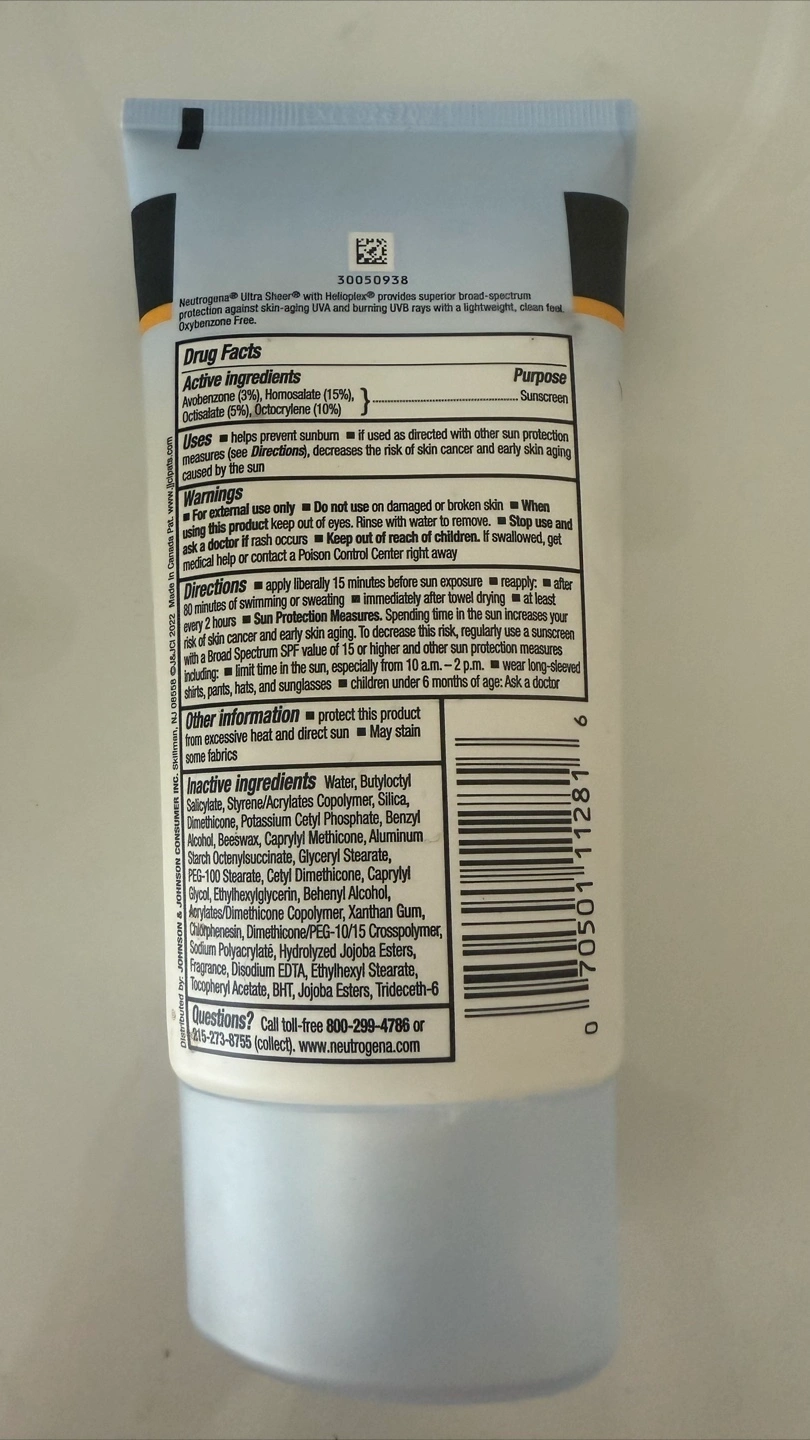 30050938
Neutrogena® Ultra Sheer® with Helioplex® provides superior broad-spectrum
protection against skin-aging UVA and burning UVB rays with a lightweight, clean feel.
Oxybenzone Free.
Drug Facts
Active ingredients Purpose
Avobenzone (3%), Homosalate (15%),
Octisalate (5%), Octocrylene (10%) } ........................................ Sunscreen
Uses ■ helps prevent sunburn ■ if used as directed with other sun protection
measures (see Directions), decreases the risk of skin cancer and early skin aging
caused by the sun
Warnings
■ For external use only ■ Do not use on damaged or broken skin ■ When
using this product keep out of eyes. Rinse with water to remove. ■ Stop use and
ask a doctor if rash occurs ■ Keep out of reach of children. If swallowed, get
medical help or contact a Poison Control Center right away
Directions ■ apply liberally 15 minutes before sun exposure ■ reapply: ■ after
80 minutes of swimming or sweating ■ immediately after towel drying ■ at least
every 2 hours ■ Sun Protection Measures. Spending time in the sun increases your
risk of skin cancer and early skin aging. To decrease this risk, regularly use a sunscreen
with a Broad Spectrum SPF value of 15 or higher and other sun protection measures
including: ■ limit time in the sun, especially from 10 a.m. – 2 p.m. ■ wear long-sleeved
shirts, pants, hats, and sunglasses ■ children under 6 months of age: Ask a doctor
Other information ■ protect this product
from excessive heat and direct sun ■ May stain
some fabrics
Inactive ingredients Water, Butyloctyl
Salicylate, Styrene/Acrylates Copolymer, Silica,
Dimethicone, Potassium Cetyl Phosphate, Benzyl
Alcohol, Beeswax, Caprylyl Methicone, Aluminum
Starch Octenylsuccinate, Glyceryl Stearate,
PEG-100 Stearate, Cetyl Dimethicone, Caprylyl
Glycol, Ethylhexylglycerin, Behenyl Alcohol,
Acrylates/Dimethicone Copolymer, Xanthan Gum,
Chlorphenesin, Dimethicone/PEG-10/15 Crosspolymer,
Sodium Polyacrylate, Hydrolyzed Jojoba Esters,
Fragrance, Disodium EDTA, Ethylhexyl Stearate,
Tocopheryl Acetate, BHT, Jojoba Esters, Trideceth-6
Questions? Call toll-free 800-299-4786 or
215-273-8755 (collect). www.neutrogena.com
Distributed by: JOHNSON & JOHNSON CONSUMER INC. Skillman, NJ 08558 ©J&JCI 2022 Made in Canada Pat. www.jjcipats.com
0 70501 11281 6